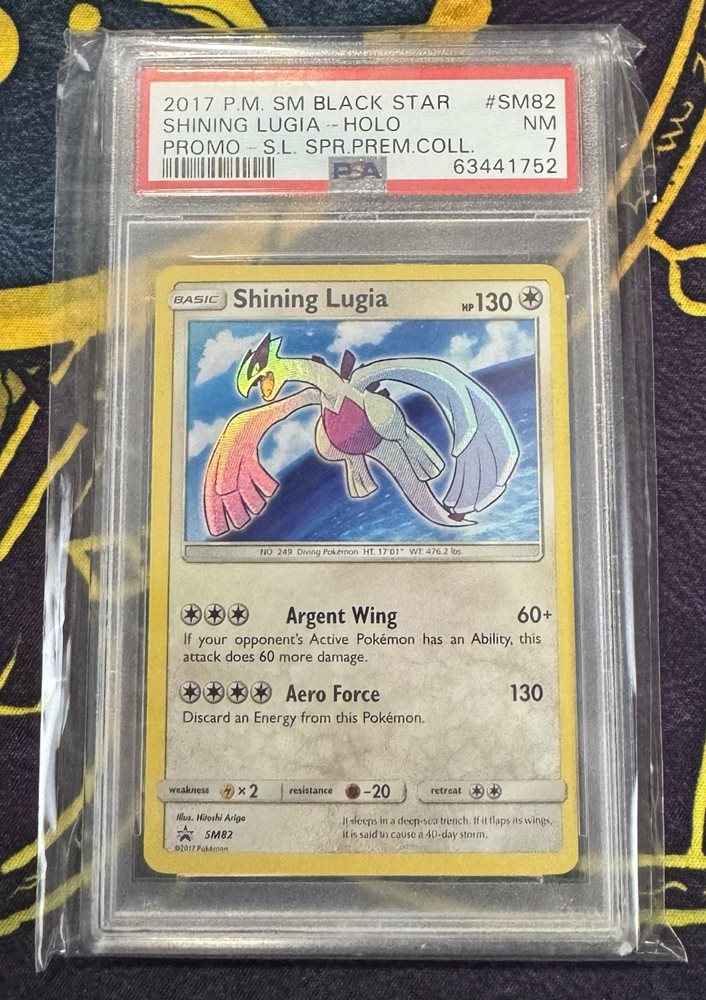 2017 P.M. SM BLACK STAR #SM82
SHINING LUGIA--HOLO NM
PROMO - S.L. SPR.PREM.COLL. 7
PSA 63441752
BASIC Shining Lugia HP 130
NO. 249 Diving Pokémon HT. 17'01" WT. 476.2 lbs.
Argent Wing 60+
If your opponent's Active Pokémon has an Ability, this
attack does 60 more damage.
Aero Force 130
Discard an Energy from this Pokémon.
weakness ×2 resistance -20 retreat
Illus. Hitoshi Ariga
SM82
©2017 Pokémon
It sleeps in a deep-sea trench. If it flaps its wings,
it is said to cause a 40-day storm.